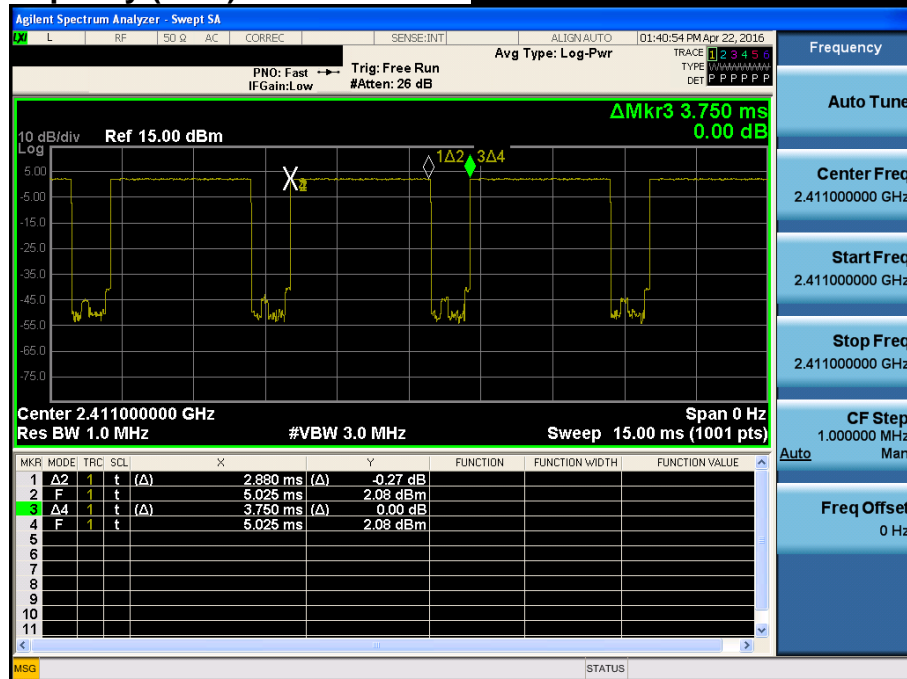 Agilent Spectrum Analyzer - Swept SA
LXI L RF 50 Ω AC CORREC SENSE:INT ALIGN AUTO 01:40:54 PM Apr 22, 2016
PNO: Fast
IFGain:Low
Trig: Free Run
#Atten: 26 dB
Avg Type: Log-Pwr
TRACE 1 2 3 4 5 6
TYPE
DET P P P P P P
ΔMkr3 3.750 ms
0.00 dB
10 dB/div Ref 15.00 dBm
Log
1Δ2 3Δ4
5.00
-5.00
-15.0
-25.0
-35.0
-45.0
-55.0
-65.0
-75.0
Center 2.411000000 GHz Span 0 Hz
Res BW 1.0 MHz #VBW 3.0 MHz Sweep 15.00 ms (1001 pts)
MKR MODE TRC SCL X Y FUNCTION FUNCTION WIDTH FUNCTION VALUE
1 Δ2 1 t (Δ) 2.880 ms (Δ) -0.27 dB
2 F 1 t 5.025 ms 2.08 dBm
3 Δ4 1 t (Δ) 3.750 ms (Δ) 0.00 dB
4 F 1 t 5.025 ms 2.08 dBm
5
6
7
8
9
10
11
MSG STATUS
Frequency
Auto Tune
Center Freq
2.411000000 GHz
Start Freq
2.411000000 GHz
Stop Freq
2.411000000 GHz
CF Step
1.000000 MHz
Auto Man
Freq Offset
0 Hz